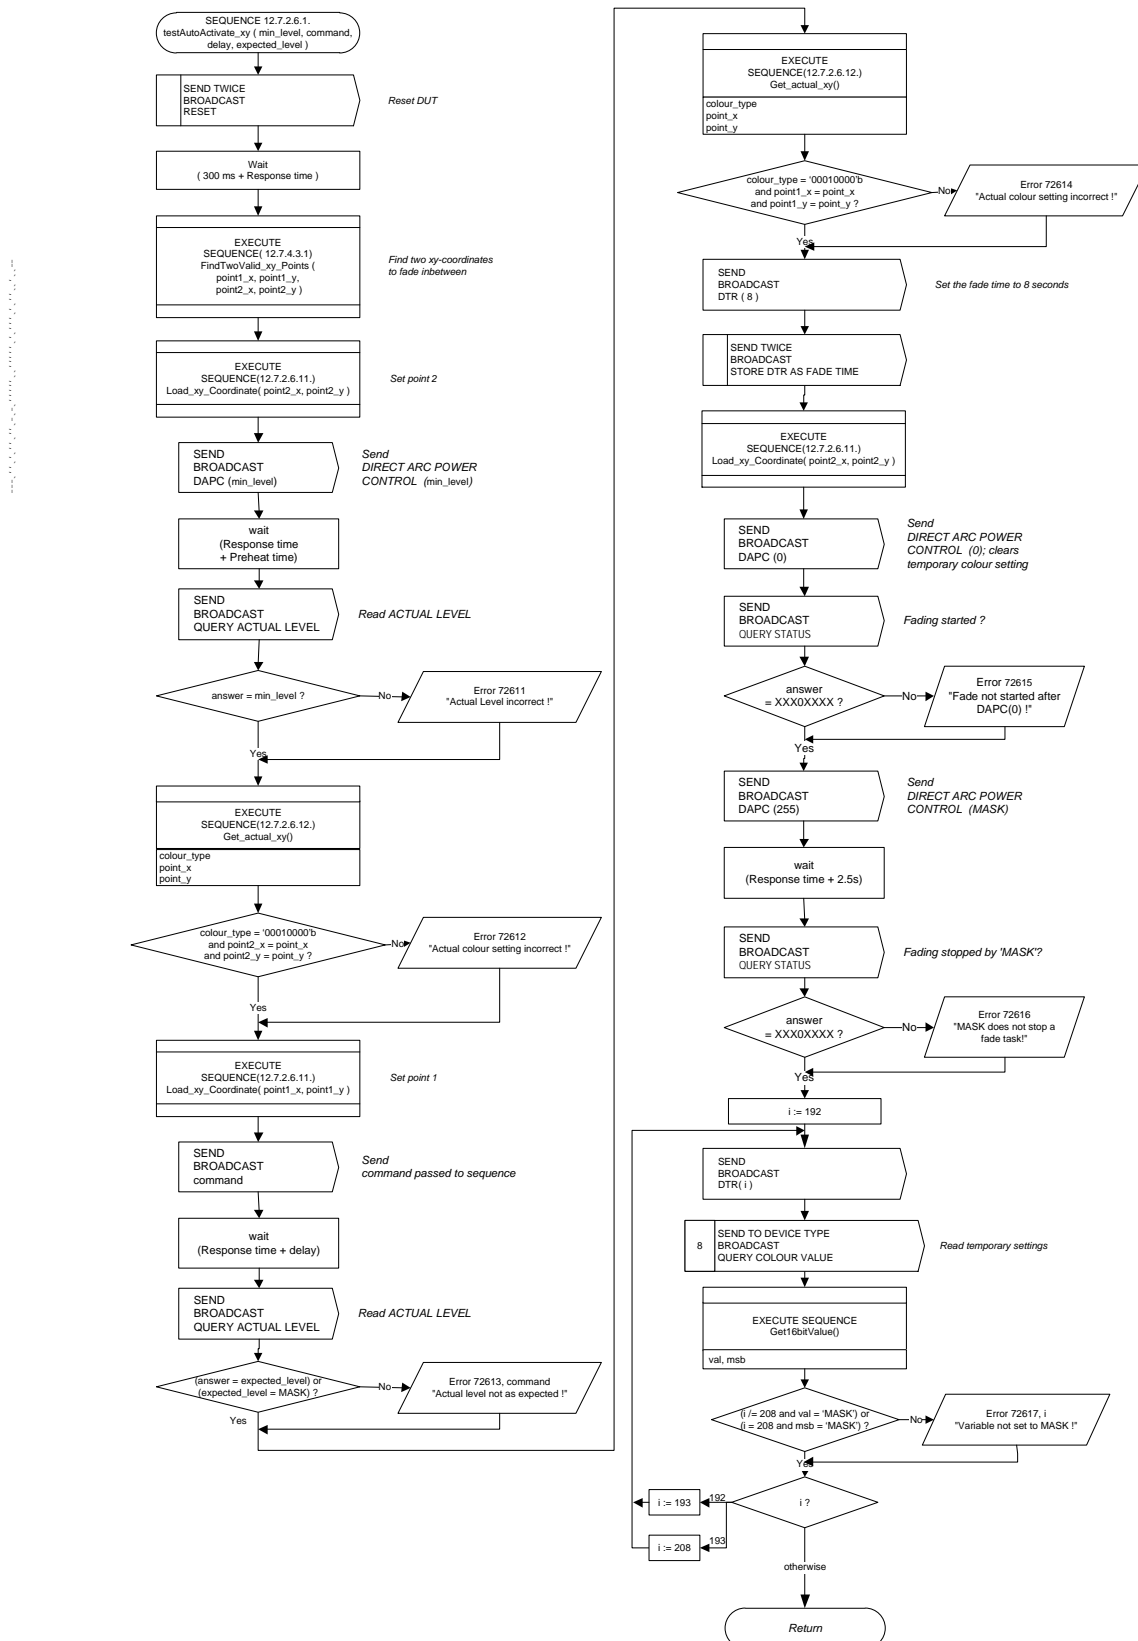 SEQUENCE 12.7.2.6.1.
testAutoActivate_xy ( min_level, command,
delay, expected_level )
SEND TWICE
BROADCAST
RESET
Reset DUT
Wait
( 300 ms + Response time )
EXECUTE
SEQUENCE( 12.7.4.3.1)
FindTwoValid_xy_Points (
point1_x, point1_y,
point2_x, point2_y )
Find two xy-coordinates
to fade inbetween
EXECUTE
SEQUENCE(12.7.2.6.11.)
Load_xy_Coordinate( point2_x, point2_y )
Set point 2
SEND
BROADCAST
DAPC (min_level)
Send
DIRECT ARC POWER
CONTROL (min_level)
wait
(Response time
+ Preheat time)
SEND
BROADCAST
QUERY ACTUAL LEVEL
Read ACTUAL LEVEL
answer = min_level ?
No
Error 72611
"Actual Level incorrect !"
Yes
EXECUTE
SEQUENCE(12.7.2.6.12.)
Get_actual_xy()
colour_type
point_x
point_y
colour_type = '00010000'b
and point2_x = point_x
and point2_y = point_y ?
No
Error 72612
"Actual colour setting incorrect !"
Yes
EXECUTE
SEQUENCE(12.7.2.6.11.)
Load_xy_Coordinate( point1_x, point1_y )
Set point 1
SEND
BROADCAST
command
Send
command passed to sequence
wait
(Response time + delay)
SEND
BROADCAST
QUERY ACTUAL LEVEL
Read ACTUAL LEVEL
(answer = expected_level) or
(expected_level = MASK) ?
No
Error 72613, command
"Actual level not as expected !"
Yes
EXECUTE
SEQUENCE(12.7.2.6.12.)
Get_actual_xy()
colour_type
point_x
point_y
colour_type = '00010000'b
and point1_x = point_x
and point1_y = point_y ?
No
Error 72614
"Actual colour setting incorrect !"
Yes
SEND
BROADCAST
DTR ( 8 )
Set the fade time to 8 seconds
SEND TWICE
BROADCAST
STORE DTR AS FADE TIME
EXECUTE
SEQUENCE(12.7.2.6.11.)
Load_xy_Coordinate( point2_x, point2_y )
SEND
BROADCAST
DAPC (0)
Send
DIRECT ARC POWER
CONTROL (0); clears
temporary colour setting
SEND
BROADCAST
QUERY STATUS
Fading started ?
answer
= XXX0XXXX ?
No
Error 72615
"Fade not started after
DAPC(0) !"
Yes
SEND
BROADCAST
DAPC (255)
Send
DIRECT ARC POWER
CONTROL (MASK)
wait
(Response time + 2.5s)
SEND
BROADCAST
QUERY STATUS
Fading stopped by 'MASK'?
answer
= XXX0XXXX ?
No
Error 72616
"MASK does not stop a
fade task!"
Yes
i := 192
SEND
BROADCAST
DTR( i )
8
SEND TO DEVICE TYPE
BROADCAST
QUERY COLOUR VALUE
Read temporary settings
EXECUTE SEQUENCE
Get16bitValue()
val, msb
(i /= 208 and val = 'MASK') or
(i = 208 and msb = 'MASK') ?
No
Error 72617, i
"Variable not set to MASK !"
Yes
i ?
192
i := 193
193
i := 208
otherwise
Return